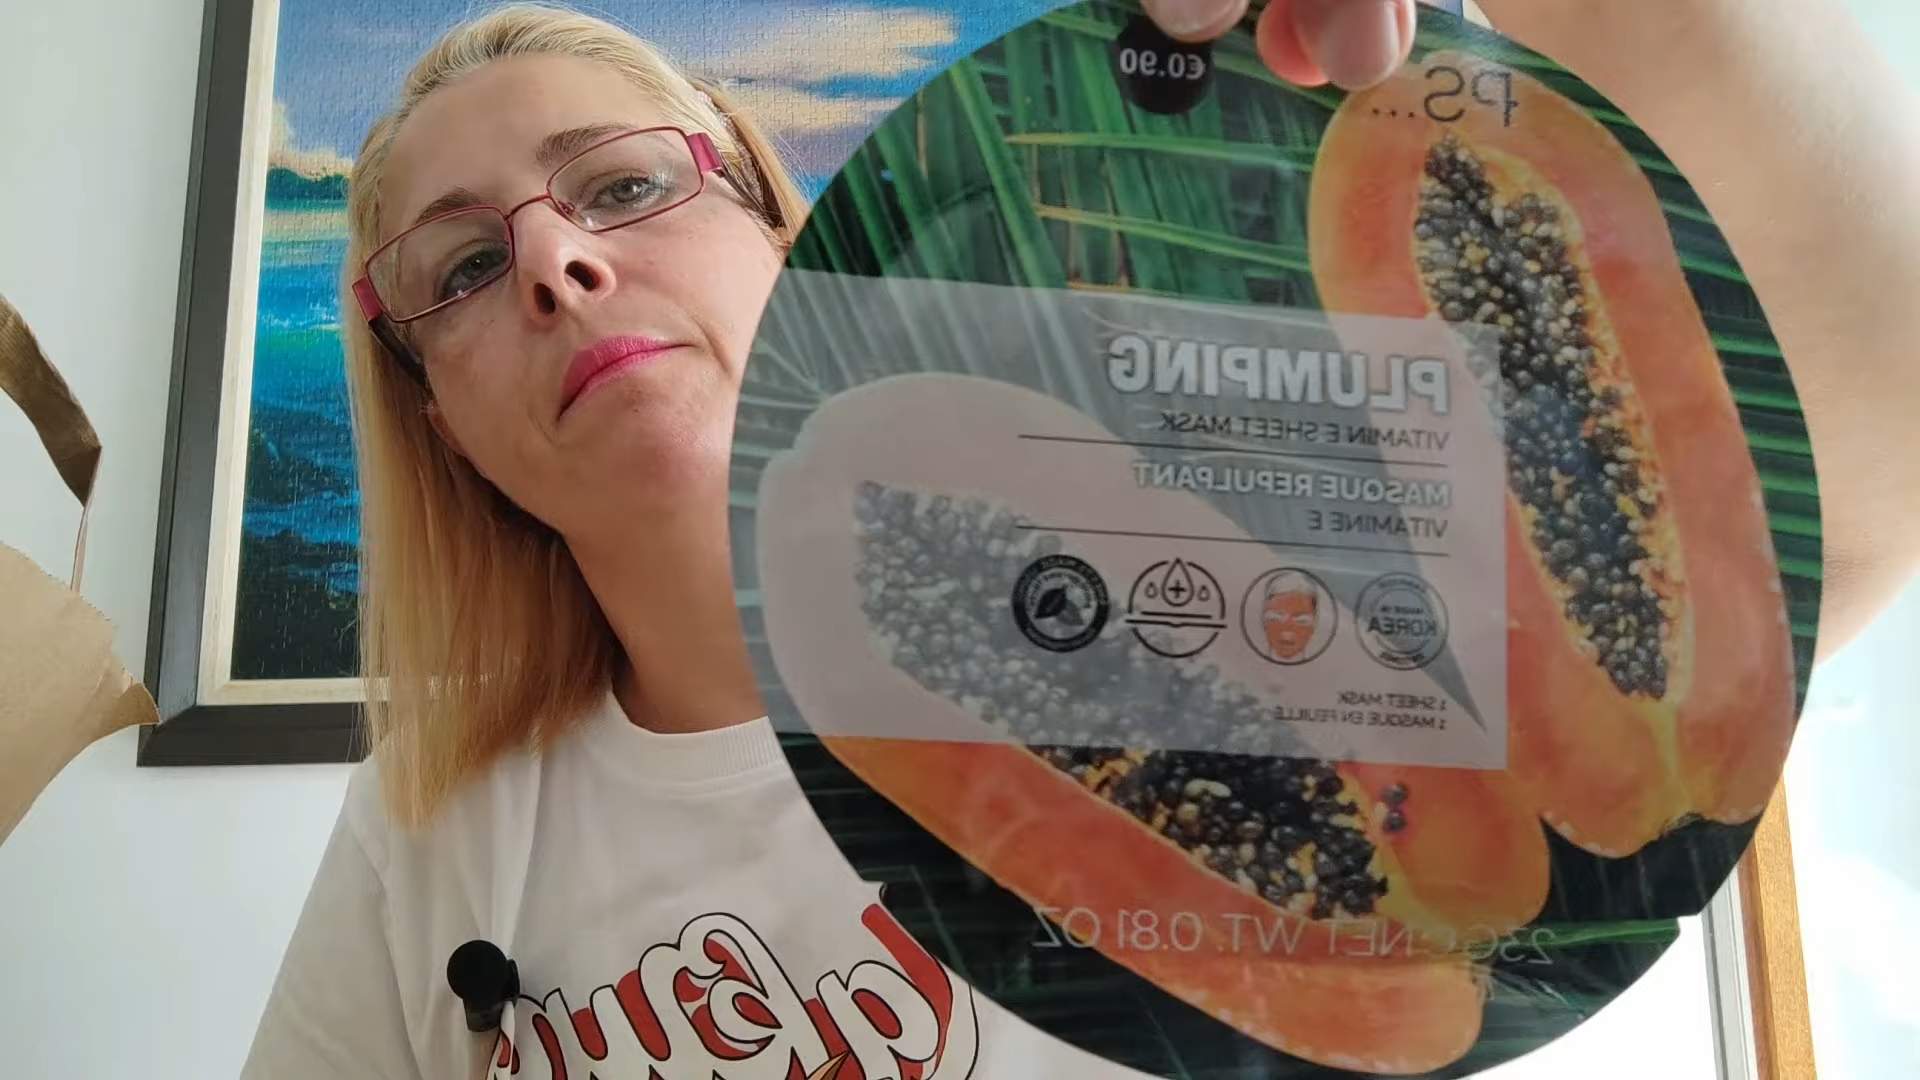 €0.90
PS...
PLUMPING
VITAMIN E SHEET MASK
MASQUE REPULPANT
VITAMINE E
MADE IN
KOREA
1 SHEET MASK
1 MASQUE EN FEUILLE
23G NET WT. 0.81 OZ